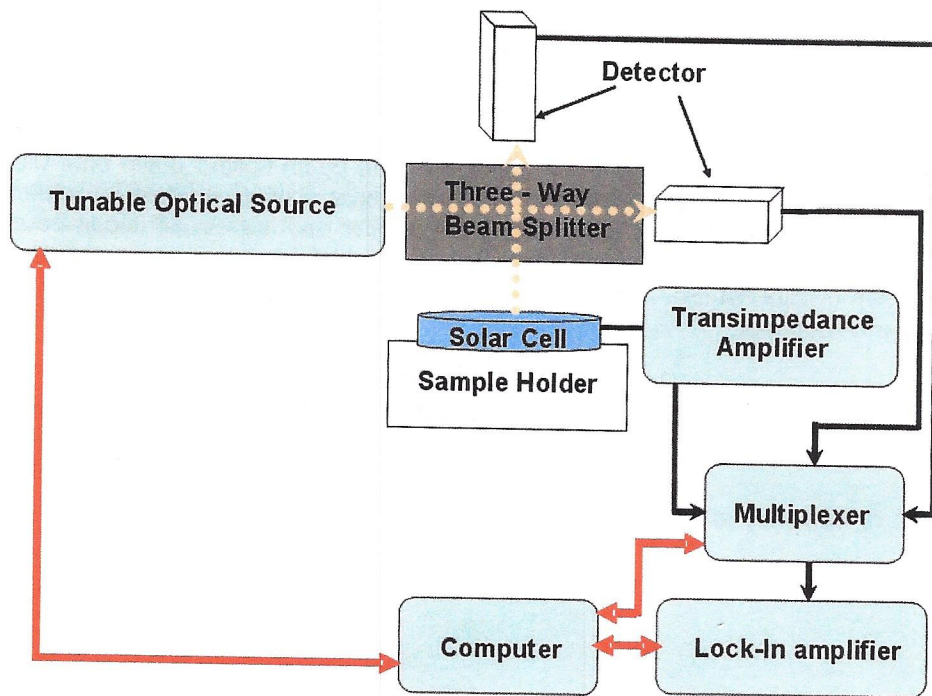 Detector
Tunable Optical Source
Three - Way
Beam Splitter
Solar Cell
Sample Holder
Transimpedance
Amplifier
Multiplexer
Computer
Lock-In amplifier